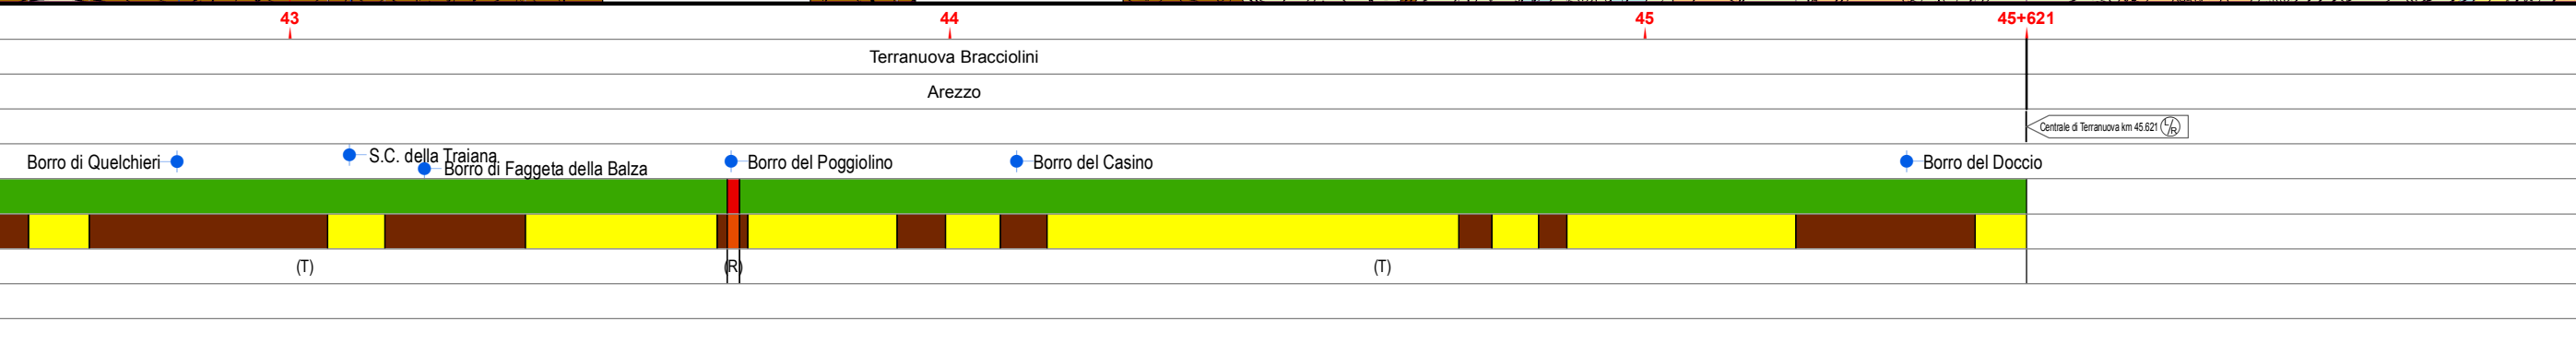 43 44 45 45+621
Terranuova Bracciolini
Arezzo
Centrale di Terranuova km 45.621 L/R
Borro di Quelchieri S.C. della Traiana Borro di Faggeta della Balza Borro del Poggiolino Borro del Casino Borro del Doccio
(T) (R) (T)